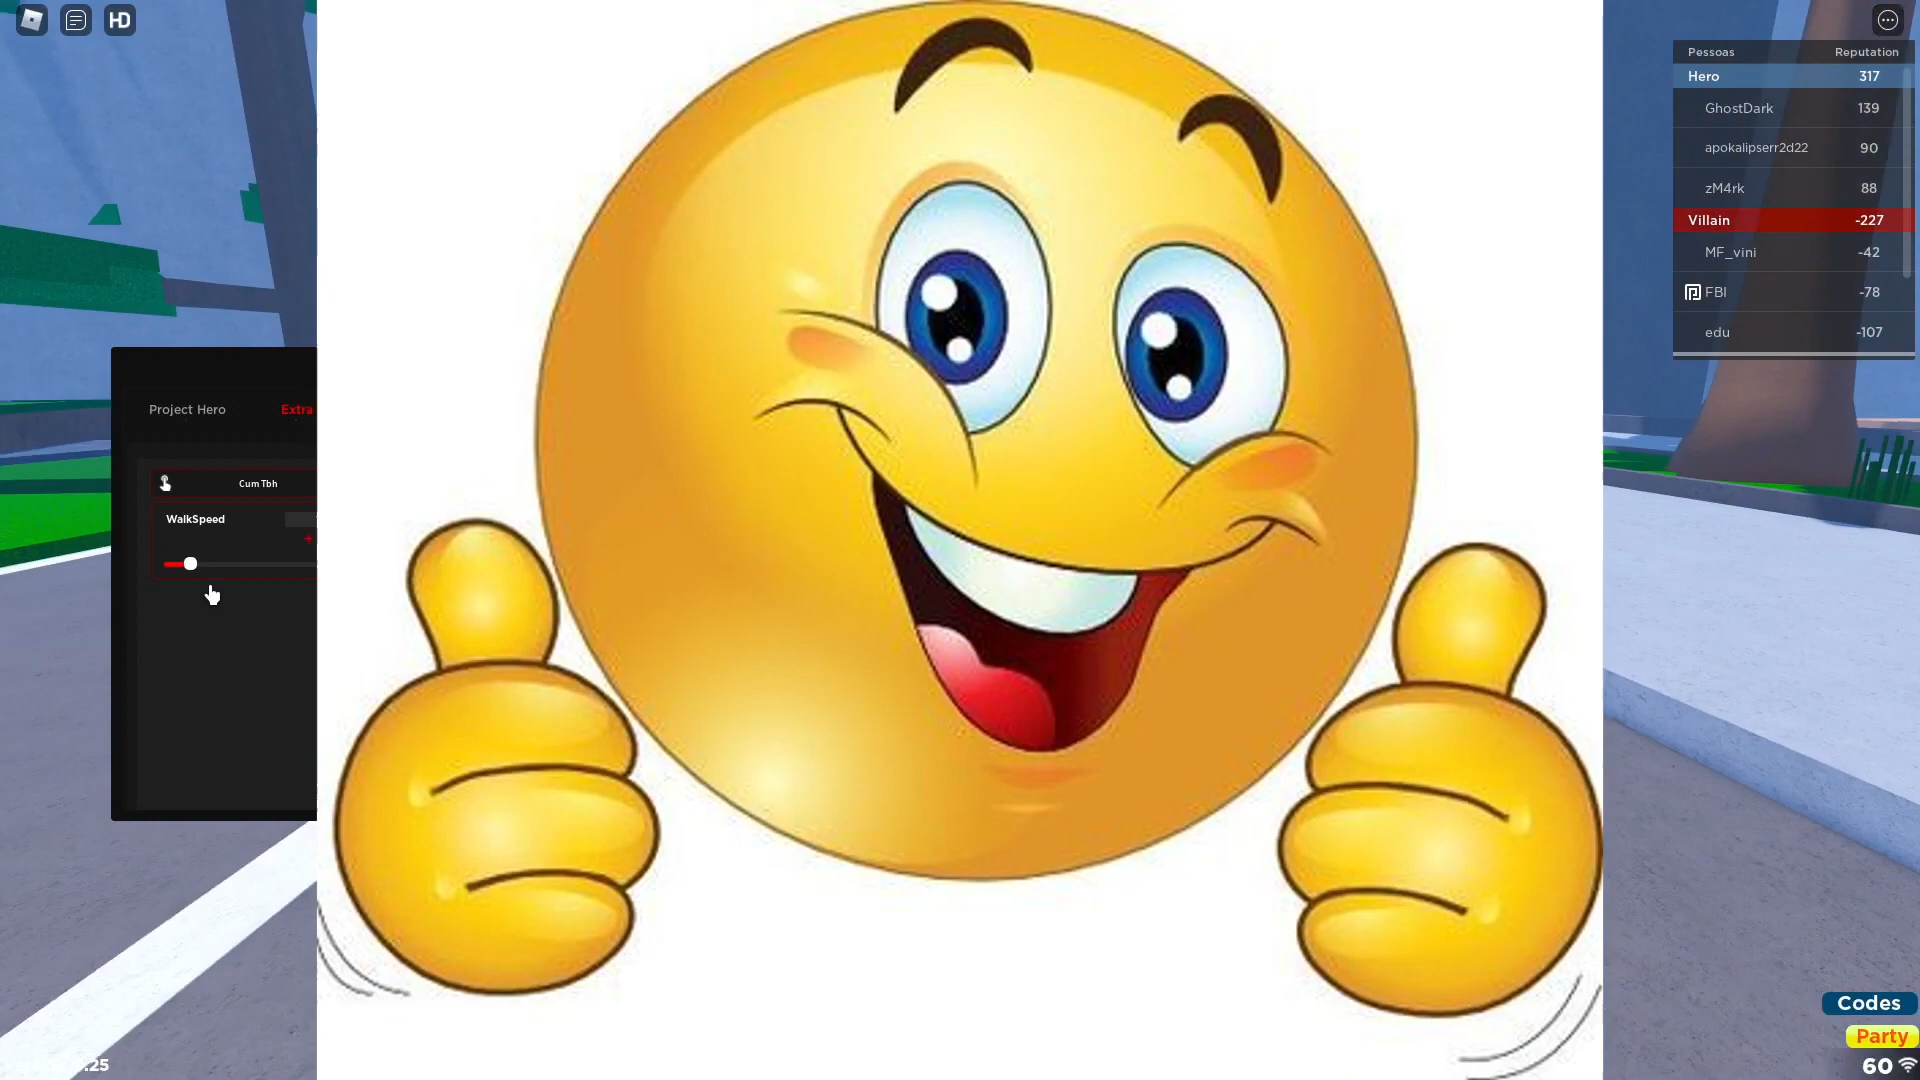 HD
Pessoas Reputation
Hero 317
GhostDark 139
apokalipserr2d22 90
zM4rk 88
Villain -227
MF_vini -42
FBI -78
edu -107
Project Hero Extra
Cum Tbh
WalkSpeed
+
Codes
Party
.25
60